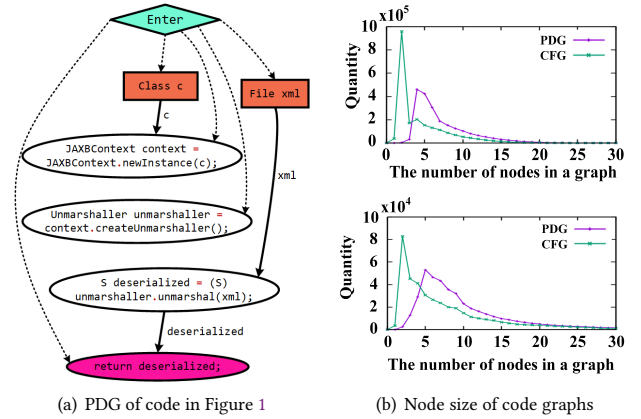 Enter
Class c
File xml
c
JAXBContext context =
JAXBContext.newInstance(c);
xml
Unmarshaller unmarshaller =
context.createUnmarshaller();
S deserialized = (S)
unmarshaller.unmarshal(xml);
deserialized
return deserialized;
(a) PDG of code in Figure 1
x10^5
10
8
6
4
2
0
Quantity
PDG
CFG
0 5 10 15 20 25 30
The number of nodes in a graph
x10^4
10
8
6
4
2
0
Quantity
PDG
CFG
0 5 10 15 20 25 30
The number of nodes in a graph
(b) Node size of code graphs